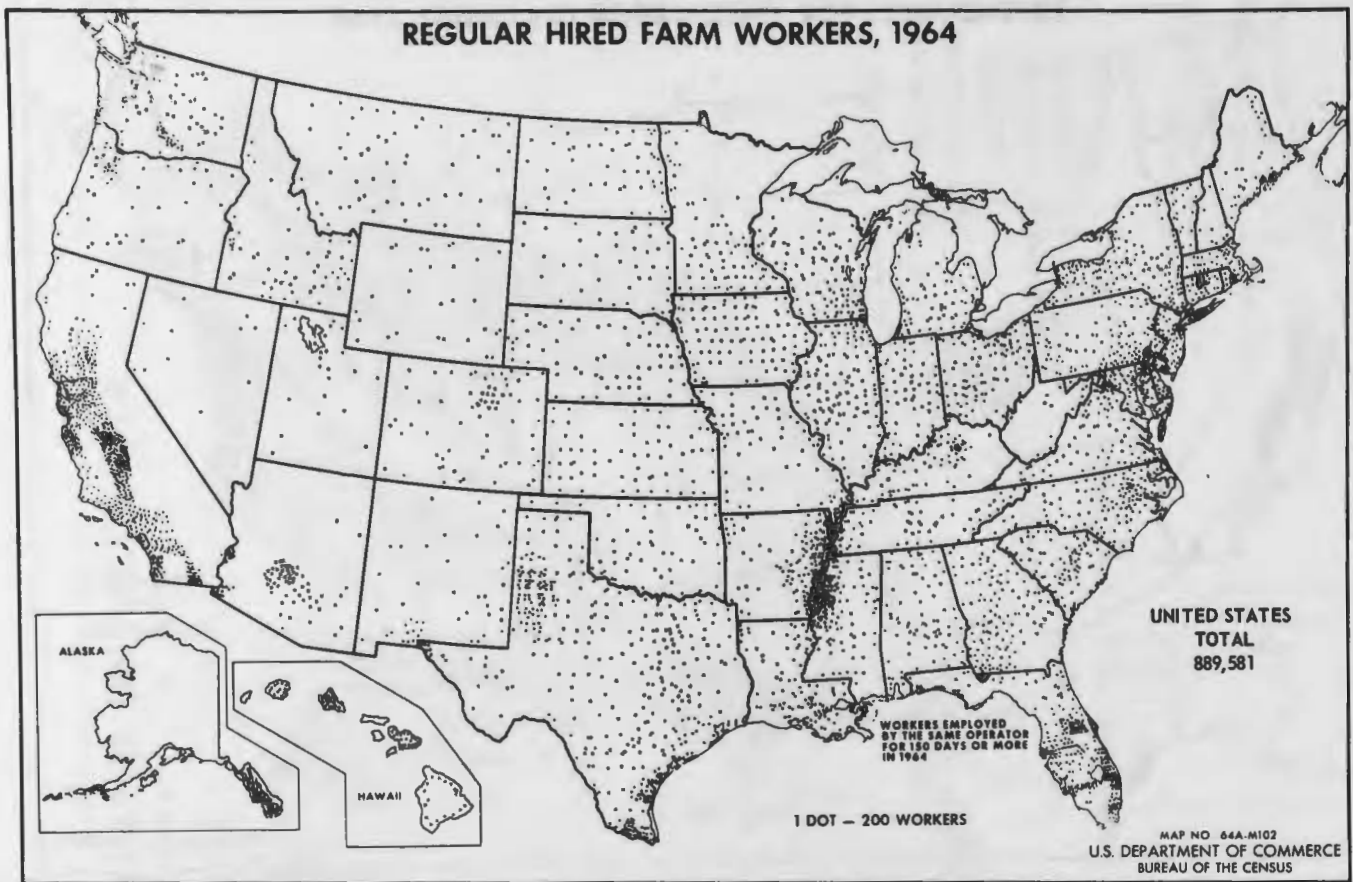 REGULAR HIRED FARM WORKERS, 1964
UNITED STATES
TOTAL
889,581
ALASKA
HAWAII
WORKERS EMPLOYED
BY THE SAME OPERATOR
FOR 150 DAYS OR MORE
IN 1964
1 DOT — 200 WORKERS
MAP NO 64A-M102
U.S. DEPARTMENT OF COMMERCE
BUREAU OF THE CENSUS